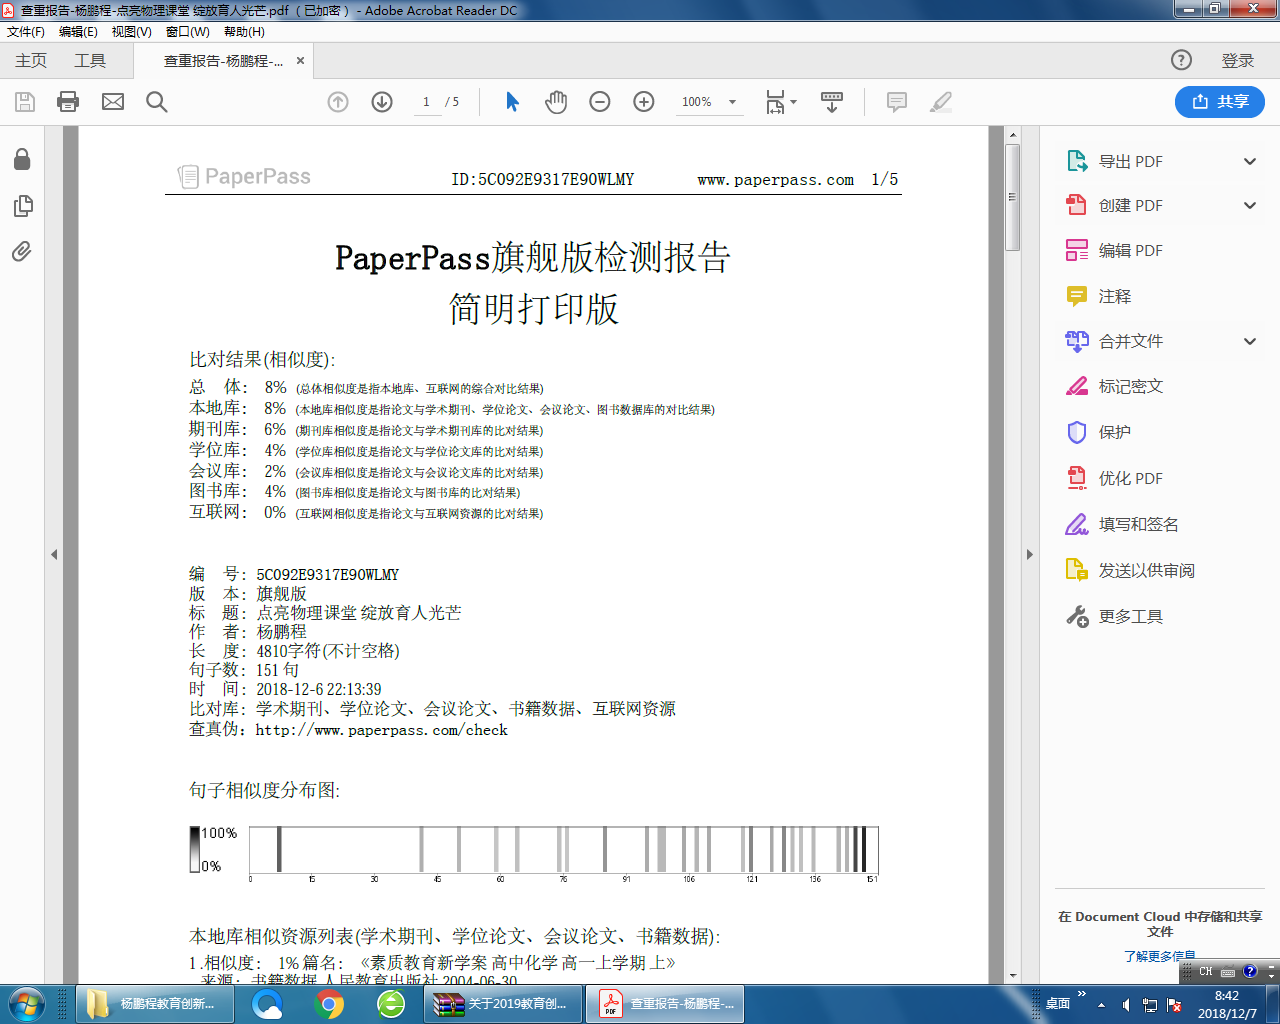 查重报告-杨鹏程-点亮物理课堂 绽放育人光芒.pdf （已加密） - Adobe Acrobat Reader DC
文件(F) 编辑(E) 视图(V) 窗口(W) 帮助(H)
主页 工具 查重报告-杨鹏程-... × ? 登录
1 / 5 100% 共享
PaperPass ID:5C092E9317E90WLMY www.paperpass.com 1/5
PaperPass旗舰版检测报告
简明打印版
比对结果(相似度):
总 体: 8% (总体相似度是指本地库、互联网的综合对比结果)
本地库: 8% (本地库相似度是指论文与学术期刊、学位论文、会议论文、图书数据库的对比结果)
期刊库: 6% (期刊库相似度是指论文与学术期刊库的比对结果)
学位库: 4% (学位库相似度是指论文与学位论文库的比对结果)
会议库: 2% (会议库相似度是指论文与会议论文库的比对结果)
图书库: 4% (图书库相似度是指论文与图书库的比对结果)
互联网: 0% (互联网相似度是指论文与互联网资源的比对结果)
编 号: 5C092E9317E90WLMY
版 本: 旗舰版
标 题: 点亮物理课堂 绽放育人光芒
作 者: 杨鹏程
长 度: 4810字符(不计空格)
句子数: 151 句
时 间: 2018-12-6 22:13:39
比对库: 学术期刊、学位论文、会议论文、书籍数据、互联网资源
查真伪: http://www.paperpass.com/check
句子相似度分布图:
100%
0%
0 15 30 45 60 76 91 106 121 136 151
本地库相似资源列表(学术期刊、学位论文、会议论文、书籍数据):
1 .相似度: 1% 篇名: 《素质教育新学案 高中化学 高一上学期 上》
来源: 书籍数据 人民教育出版社 2004-06-30
导出 PDF
创建 PDF
编辑 PDF
注释
合并文件
标记密文
保护
优化 PDF
填写和签名
发送以供审阅
更多工具
在 Document Cloud 中存储和共享
文件
了解更多信息
CH ?
杨鹏程教育创新... 关于2019教育创... 查重报告-杨鹏程-... 桌面 » 8:42
2018/12/7